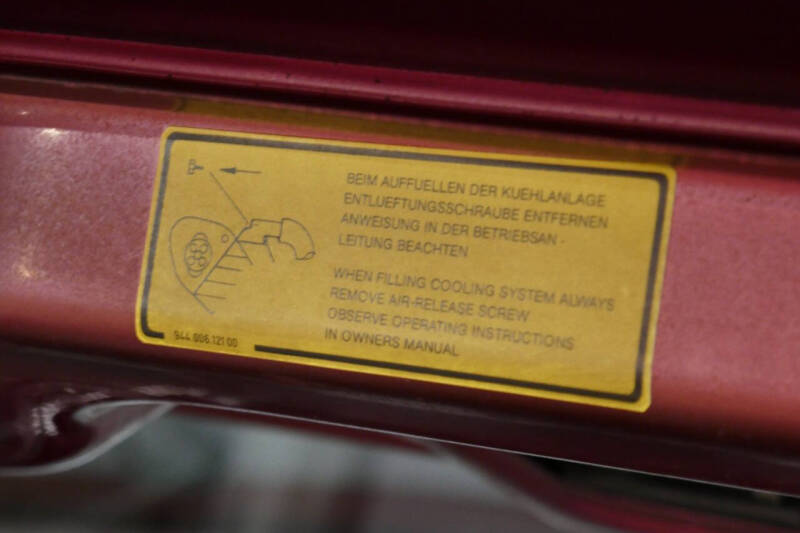 BEIM AUFFUELLEN DER KUEHLANLAGE
ENTLUEFTUNGSSCHRAUBE ENTFERNEN
ANWEISUNG IN DER BETRIEBSAN -
LEITUNG BEACHTEN
WHEN FILLING COOLING SYSTEM ALWAYS
REMOVE AIR-RELEASE SCREW
OBSERVE OPERATING INSTRUCTIONS
IN OWNERS MANUAL
944.006.121 00